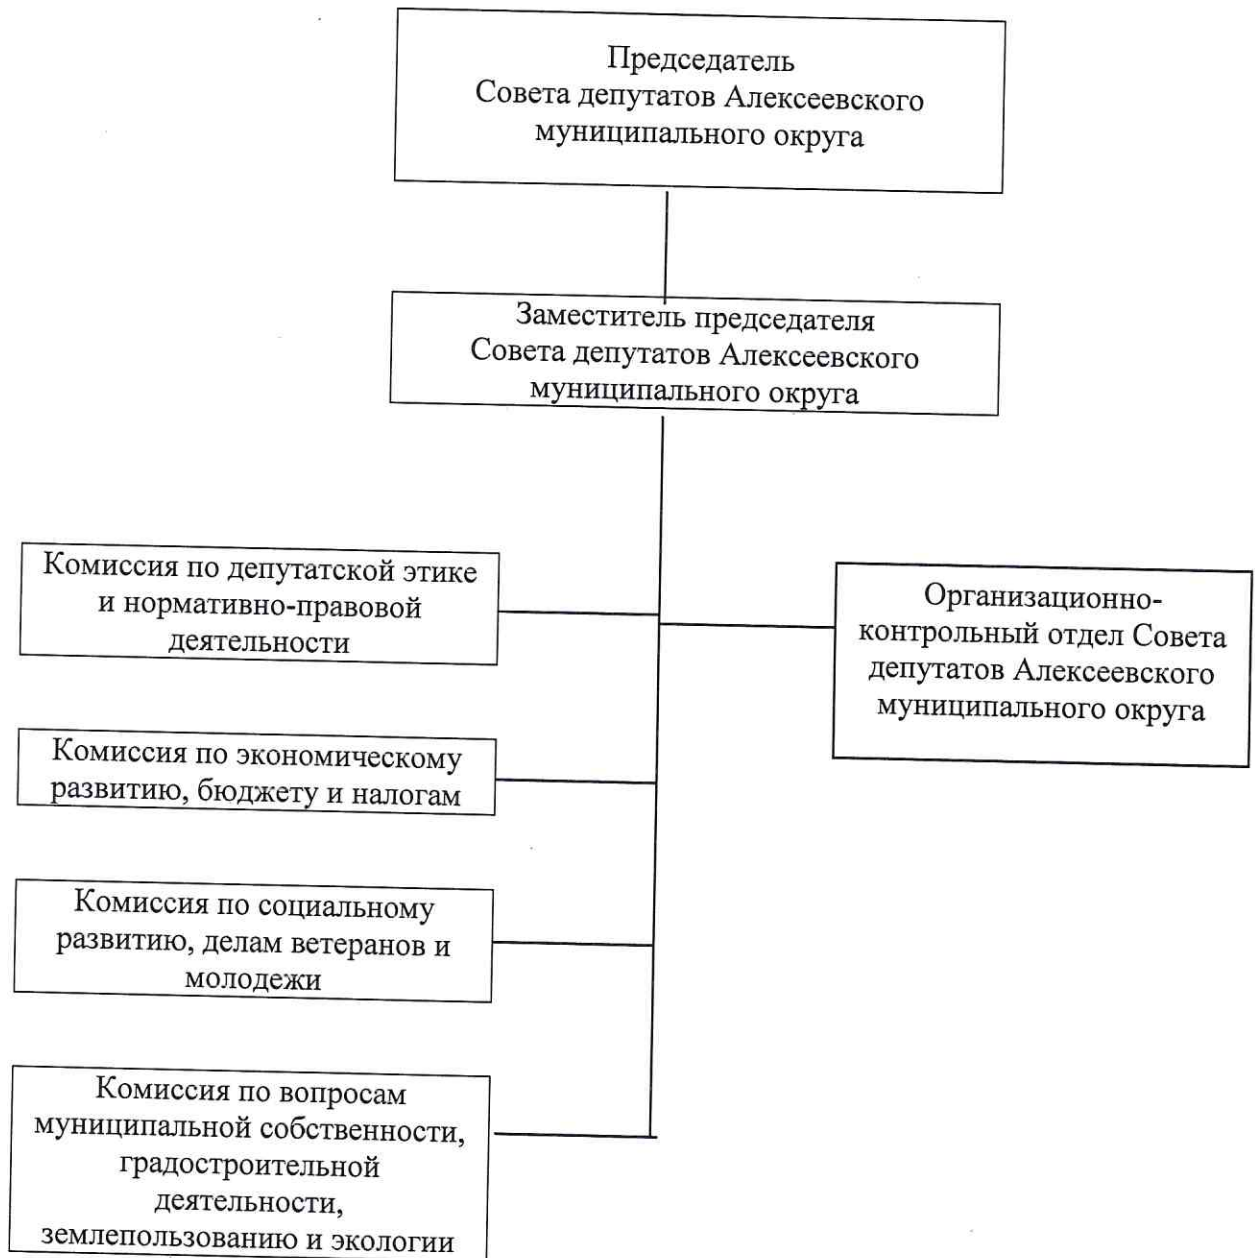 Председатель
Совета депутатов Алексеевского
муниципального округа
Заместитель председателя
Совета депутатов Алексеевского
муниципального округа
Комиссия по депутатской этике
и нормативно-правовой
деятельности
Организационно-
контрольный отдел Совета
депутатов Алексеевского
муниципального округа
Комиссия по экономическому
развитию, бюджету и налогам
Комиссия по социальному
развитию, делам ветеранов и
молодежи
Комиссия по вопросам
муниципальной собственности,
градостроительной
деятельности,
землепользованию и экологии